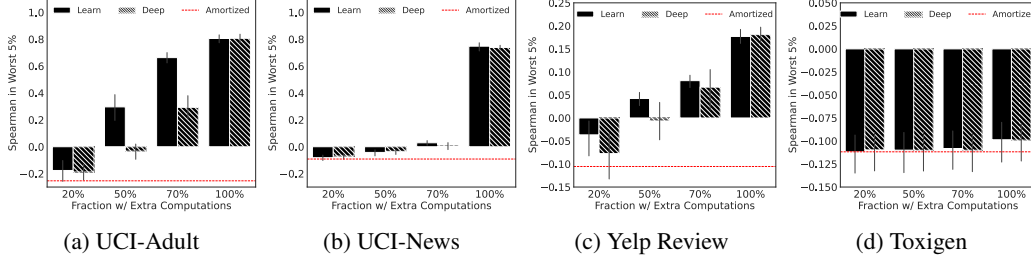 Learn Deep Amortized
Spearman in Worst 5%
1.0
0.8
0.6
0.4
0.2
0.0
−0.2
20% 50% 70% 100%
Fraction w/ Extra Computations
(a) UCI-Adult
Learn Deep Amortized
Spearman in Worst 5%
1.0
0.8
0.6
0.4
0.2
0.0
−0.2
20% 50% 70% 100%
Fraction w/ Extra Computations
(b) UCI-News
Learn Deep Amortized
Spearman in Worst 5%
0.25
0.20
0.15
0.10
0.05
0.00
−0.05
−0.10
−0.15
20% 50% 70% 100%
Fraction w/ Extra Computations
(c) Yelp Review
Learn Deep Amortized
Spearman in Worst 5%
0.000
−0.025
−0.050
−0.075
−0.100
−0.125
−0.150
20% 50% 70% 100%
Fraction w/ Extra Computations
(d) Toxigen